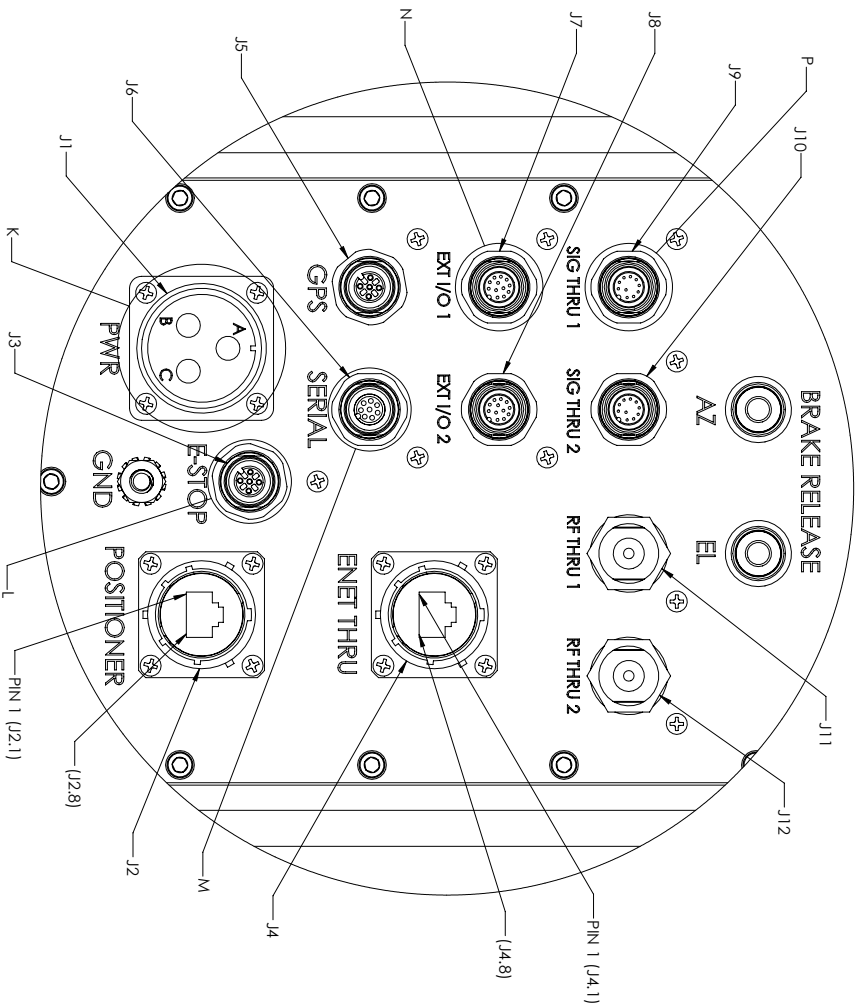 BRAKE RELEASE
AZ
EL
SIG THRU 1
SIG THRU 2
RF THRU 1
RF THRU 2
EXT I/O 1
EXT I/O 2
ENET THRU
GPS
SERIAL
E-STOP
PWR
GND
POSITIONER
A
B
C
N
J7
J8
J9
P
J10
J5
J6
J1
K
J3
L
PIN 1 (J2.1)
(J2.8)
J2
M
J4
(J4.8)
PIN 1 (J4.1)
J12
J11